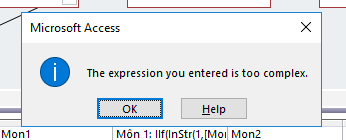 Microsoft Access
The expression you entered is too complex.
OK
Help
Mon1
Môn 1: IIf(InStr(1,[Mo
Mon2